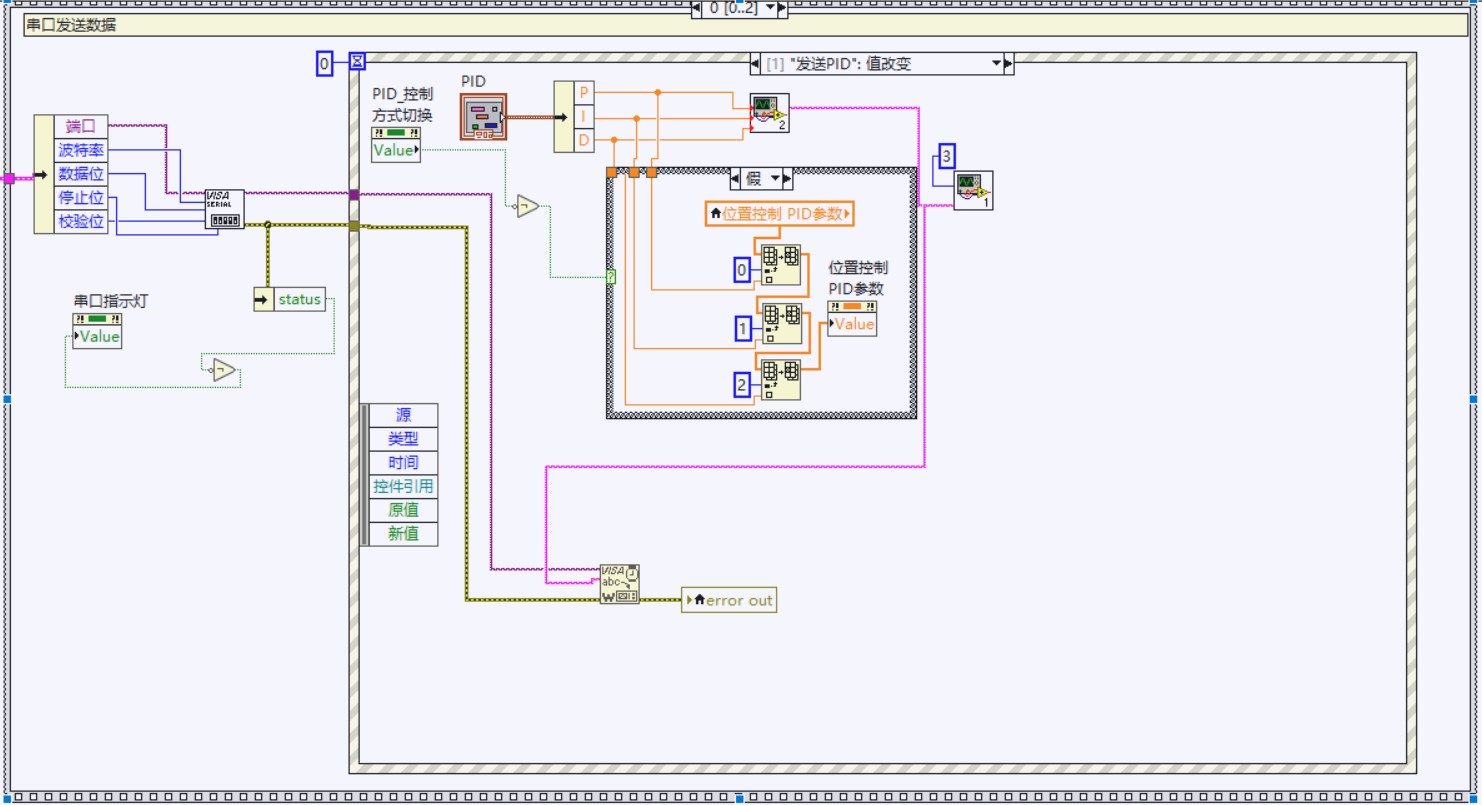 0 [0..2]
串口发送数据
0
[1] "发送PID": 值改变
PID_控制
方式切换
Value
PID
P
I
D
2
端口
波特率
数据位
停止位
校验位
VISA
SERIAL
3
1
假
?
位置控制 PID参数
0
1
2
位置控制
PID参数
Value
status
串口指示灯
Value
源
类型
时间
控件引用
原值
新值
VISA
abc
W
error out